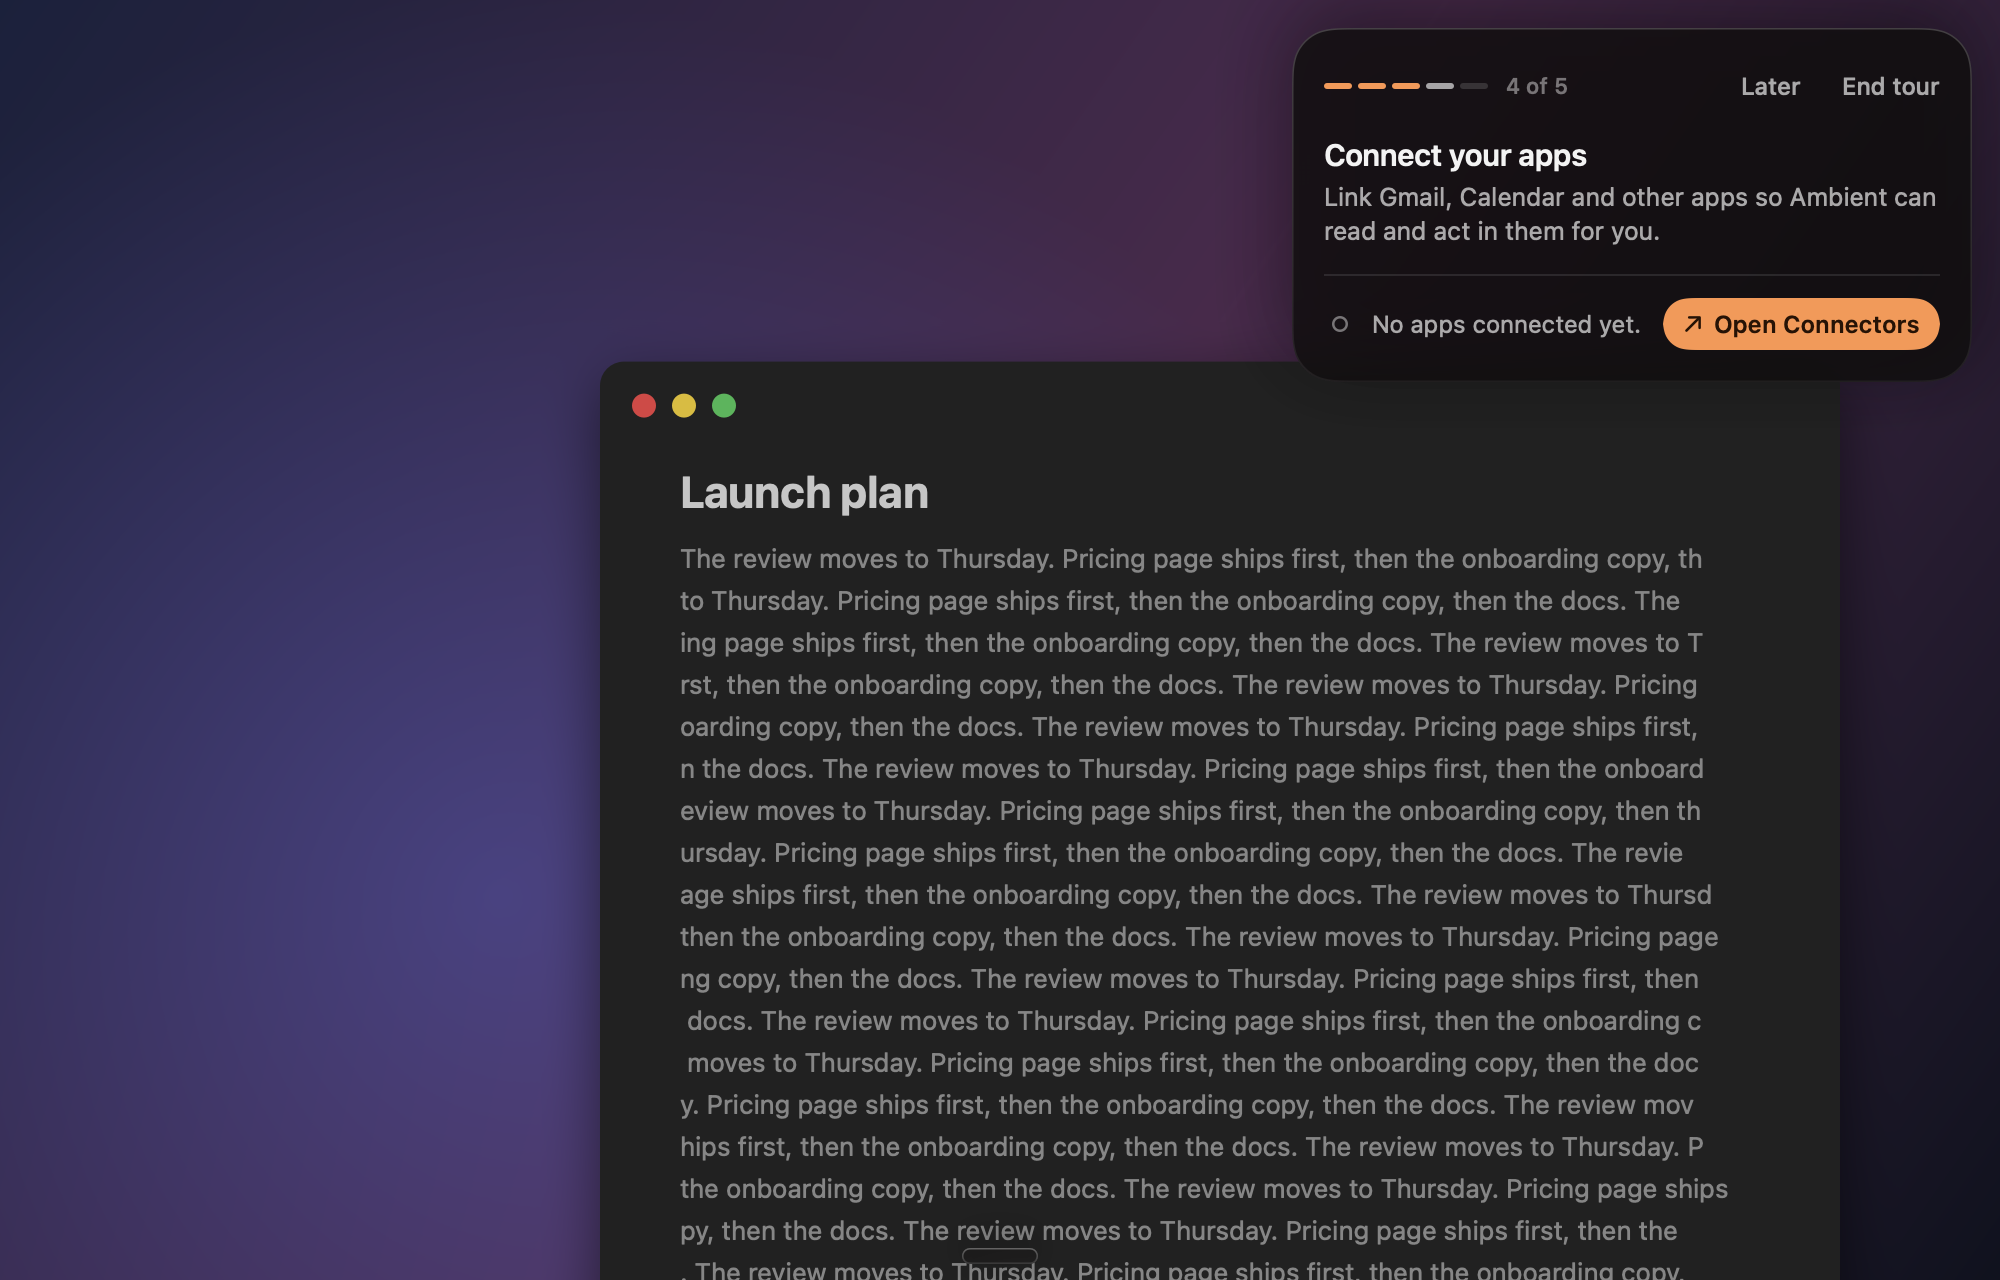 4 of 5
Later
End tour
Connect your apps
Link Gmail, Calendar and other apps so Ambient can
read and act in them for you.
No apps connected yet.
Open Connectors
Launch plan
The review moves to Thursday. Pricing page ships first, then the onboarding copy, th
to Thursday. Pricing page ships first, then the onboarding copy, then the docs. The
ing page ships first, then the onboarding copy, then the docs. The review moves to T
rst, then the onboarding copy, then the docs. The review moves to Thursday. Pricing
oarding copy, then the docs. The review moves to Thursday. Pricing page ships first,
n the docs. The review moves to Thursday. Pricing page ships first, then the onboard
eview moves to Thursday. Pricing page ships first, then the onboarding copy, then th
ursday. Pricing page ships first, then the onboarding copy, then the docs. The revie
age ships first, then the onboarding copy, then the docs. The review moves to Thursd
then the onboarding copy, then the docs. The review moves to Thursday. Pricing page
ng copy, then the docs. The review moves to Thursday. Pricing page ships first, then
docs. The review moves to Thursday. Pricing page ships first, then the onboarding c
moves to Thursday. Pricing page ships first, then the onboarding copy, then the doc
y. Pricing page ships first, then the onboarding copy, then the docs. The review mov
hips first, then the onboarding copy, then the docs. The review moves to Thursday. P
the onboarding copy, then the docs. The review moves to Thursday. Pricing page ships
py, then the docs. The review moves to Thursday. Pricing page ships first, then the
. The review moves to Thursday. Pricing page ships first, then the onboarding copy,